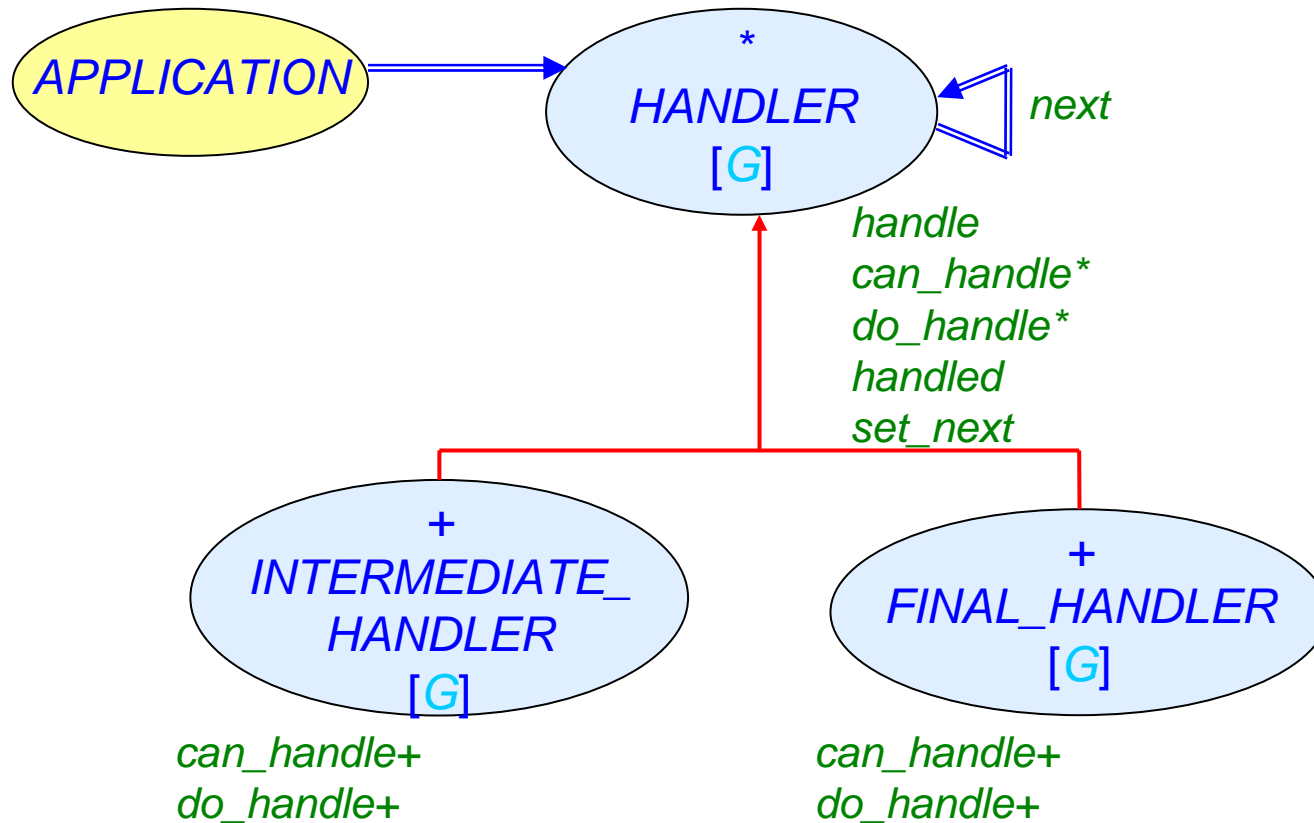 APPLICATION
*
HANDLER
[G]
next
handle
can_handle*
do_handle*
handled
set_next
+
INTERMEDIATE_
HANDLER
[G]
+
FINAL_HANDLER
[G]
can_handle+
do_handle+
can_handle+
do_handle+